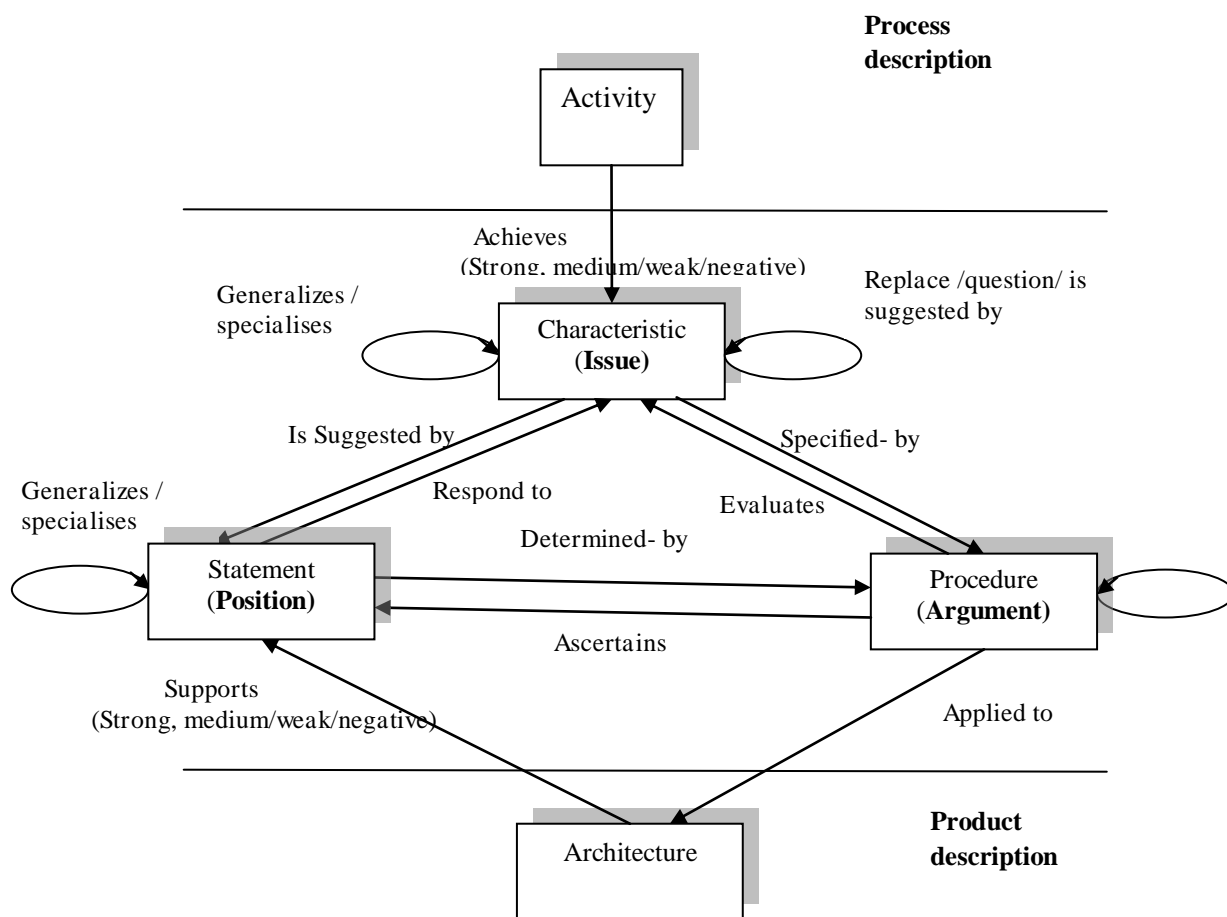 Process
description
Activity
Achieves
(Strong, medium/weak/negative)
Generalizes /
specialises
Replace /question/ is
suggested by
Characteristic
(Issue)
Is Suggested by
Specified- by
Respond to
Evaluates
Generalizes /
specialises
Determined- by
Statement
(Position)
Procedure
(Argument)
Ascertains
Supports
(Strong, medium/weak/negative)
Applied to
Architecture
Product
description